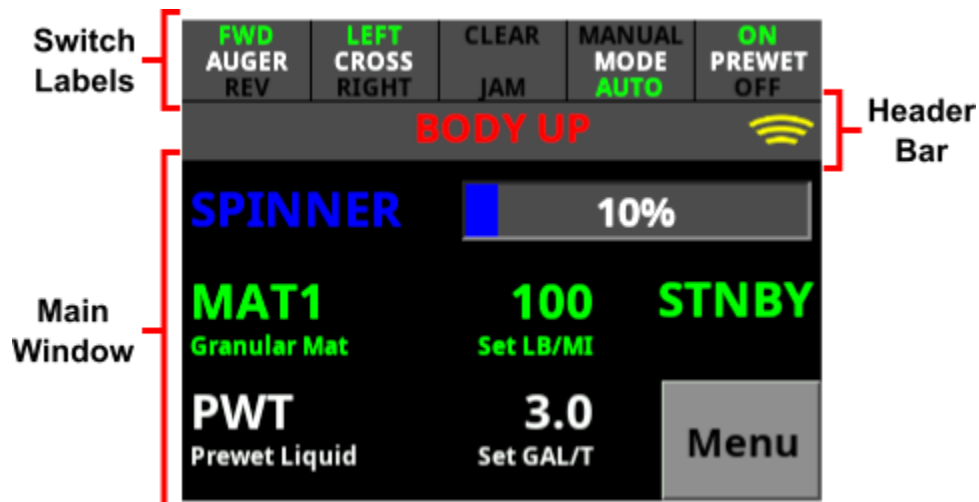 Switch
Labels
FWD LEFT CLEAR MANUAL ON
AUGER CROSS MODE PREWET
REV RIGHT JAM AUTO OFF
Header
Bar
BODY UP
SPINNER 10%
Main
Window
MAT1 100 STNBY
Granular Mat Set LB/MI
PWT 3.0
Prewet Liquid Set GAL/T
Menu